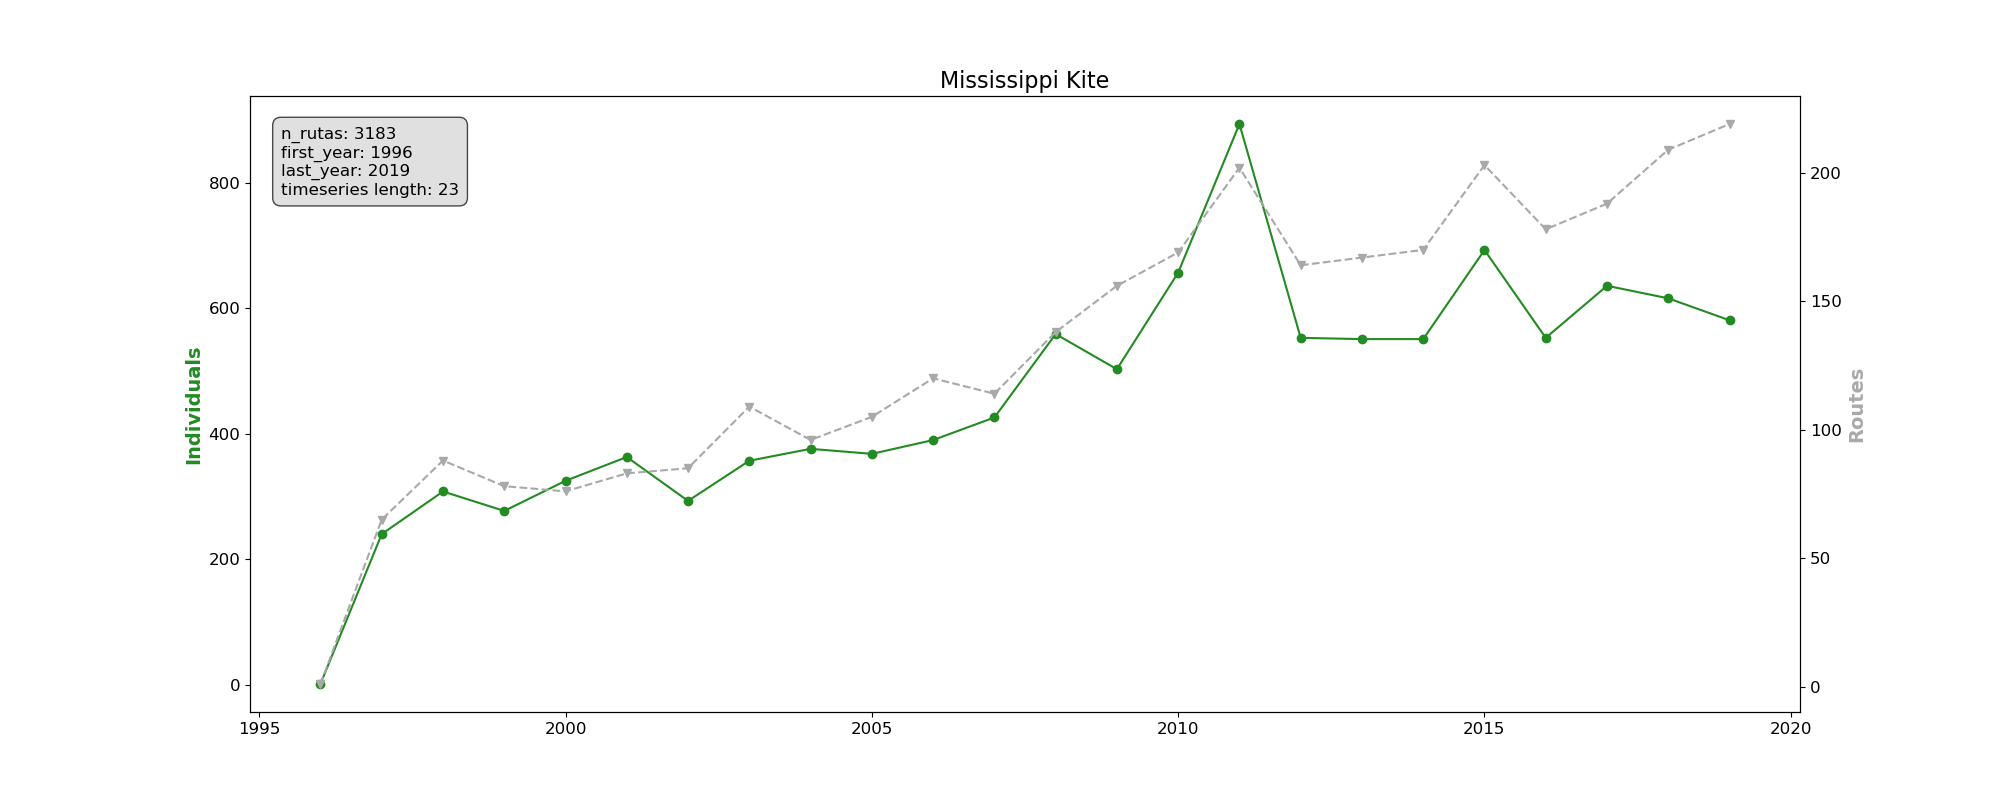 Mississippi Kite
n_rutas: 3183
first_year: 1996
last_year: 2019
timeseries length: 23
800
600
400
200
0
Individuals
200
150
100
50
0
Routes
1995 2000 2005 2010 2015 2020